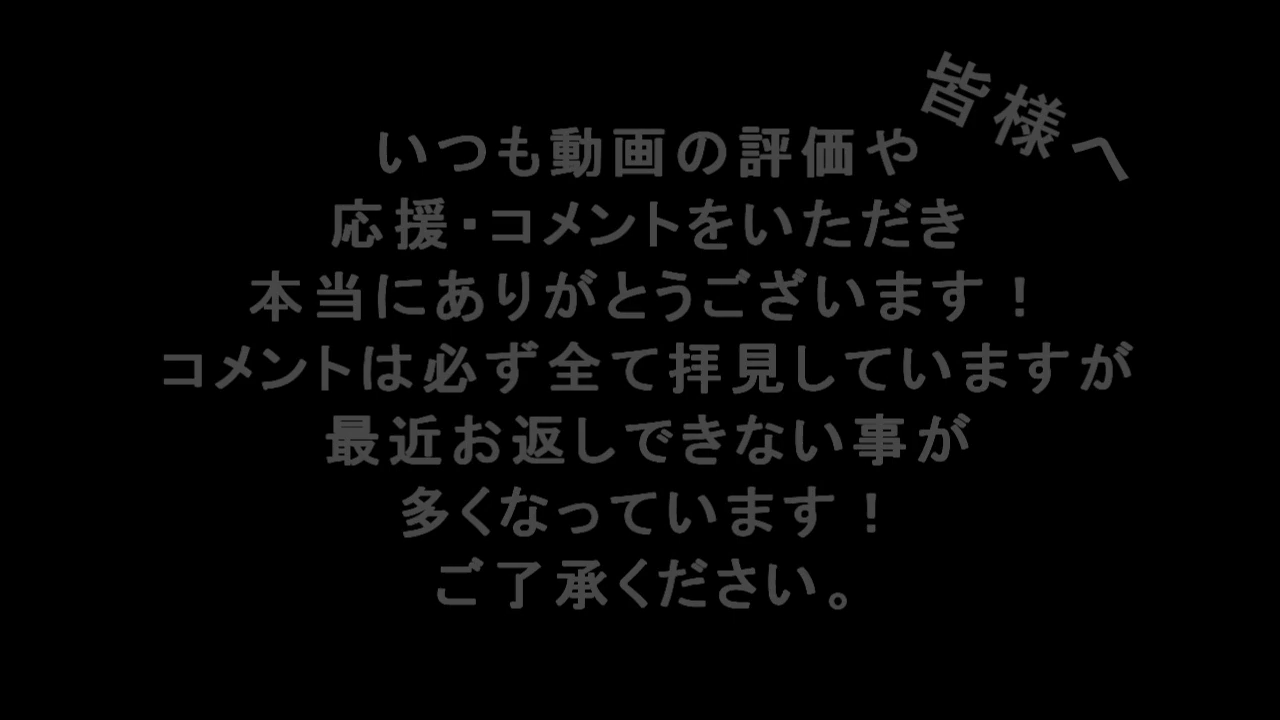 皆様へ
いつも動画の評価や
応援・コメントをいただき
本当にありがとうございます！
コメントは必ず全て拝見していますが
最近お返しできない事が
多くなっています！
ご了承ください。